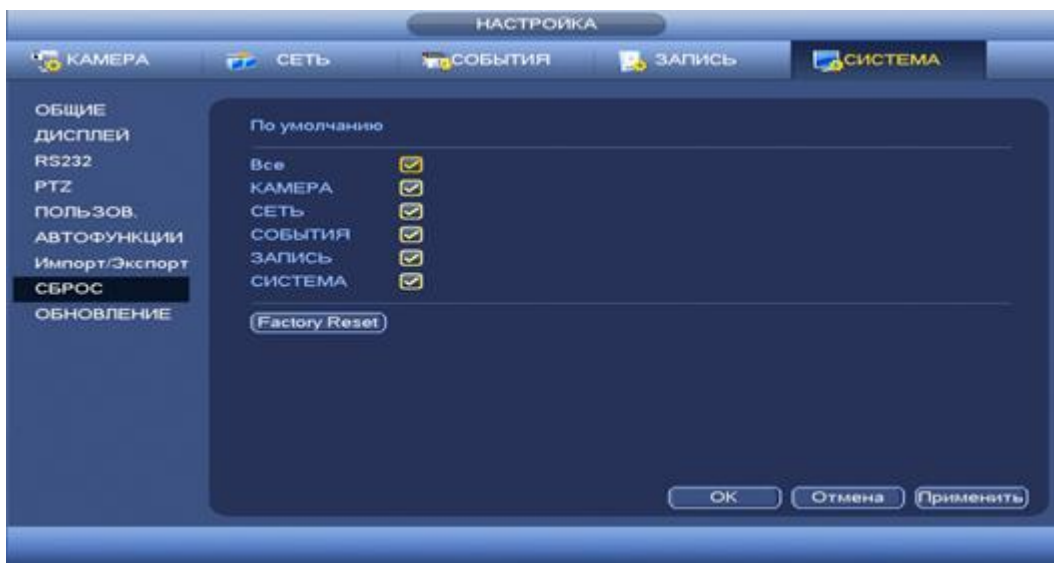 НАСТРОЙКА
КАМЕРА СЕТЬ СОБЫТИЯ ЗАПИСЬ СИСТЕМА
ОБЩИЕ
ДИСПЛЕЙ
RS232
PTZ
ПОЛЬЗОВ.
АВТОФУНКЦИИ
Импорт/Экспорт
СБРОС
ОБНОВЛЕНИЕ
По умолчанию
Все
КАМЕРА
СЕТЬ
СОБЫТИЯ
ЗАПИСЬ
СИСТЕМА
Factory Reset
OK Отмена Применить